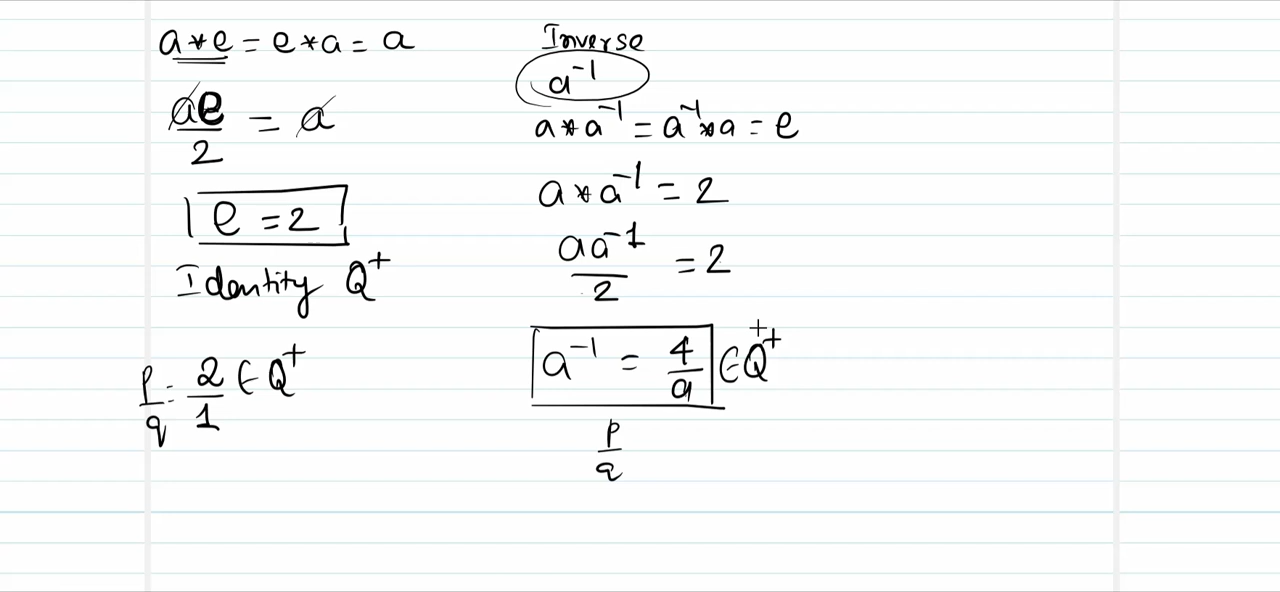 a * e = e * a = a
ae/2 = a
e = 2
Identity Q⁺
p/q = 2/1 ∈ Q⁺
Inverse
a⁻¹
a * a⁻¹ = a⁻¹ * a = e
a * a⁻¹ = 2
aa⁻¹/2 = 2
a⁻¹ = 4/a ∈ Q⁺⁺
p/q